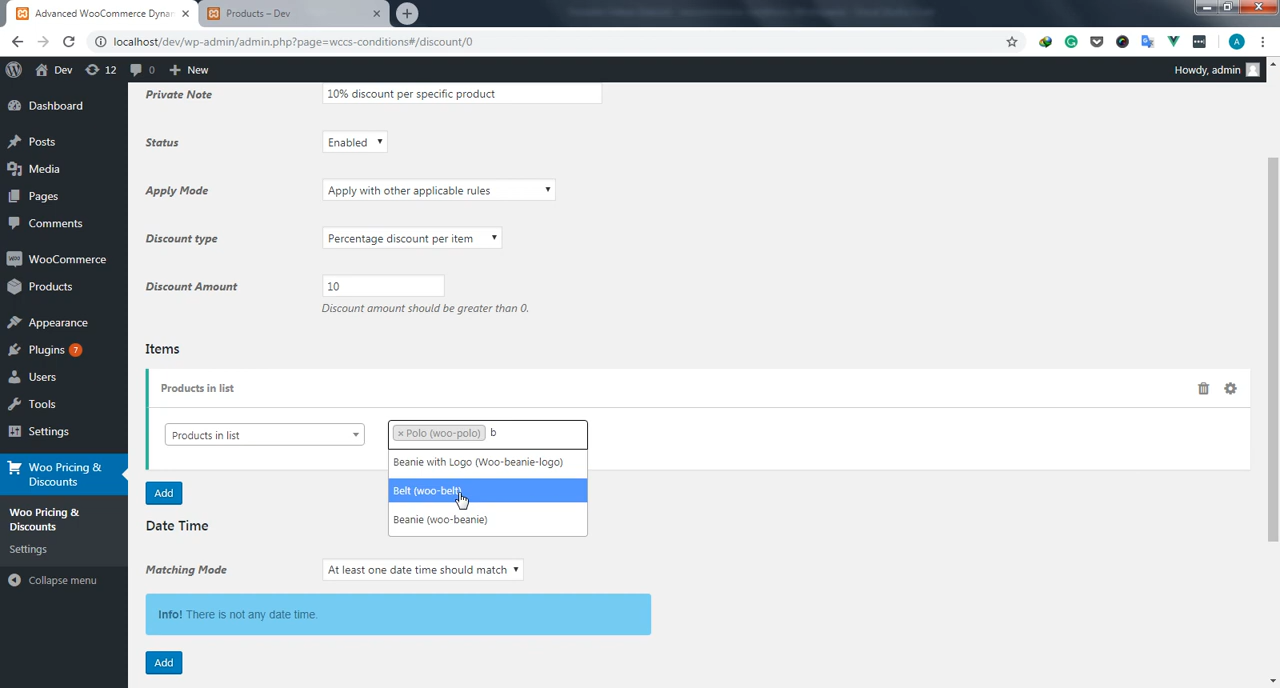 Advanced WooCommerce Dynar
Products – Dev
localhost/dev/wp-admin/admin.php?page=wccs-conditions#/discount/0
A
Dev
12
0
New
Howdy, admin
Dashboard
Posts
Media
Pages
Comments
WooCommerce
Products
Appearance
Plugins 7
Users
Tools
Settings
Woo Pricing &
Discounts
Woo Pricing &
Discounts
Settings
Collapse menu
Private Note
10% discount per specific product
Status
Enabled
Apply Mode
Apply with other applicable rules
Discount type
Percentage discount per item
Discount Amount
10
Discount amount should be greater than 0.
Items
Products in list
Products in list
× Polo (woo-polo) b
Beanie with Logo (Woo-beanie-logo)
Belt (woo-belt)
Beanie (woo-beanie)
Add
Date Time
Matching Mode
At least one date time should match
Info! There is not any date time.
Add